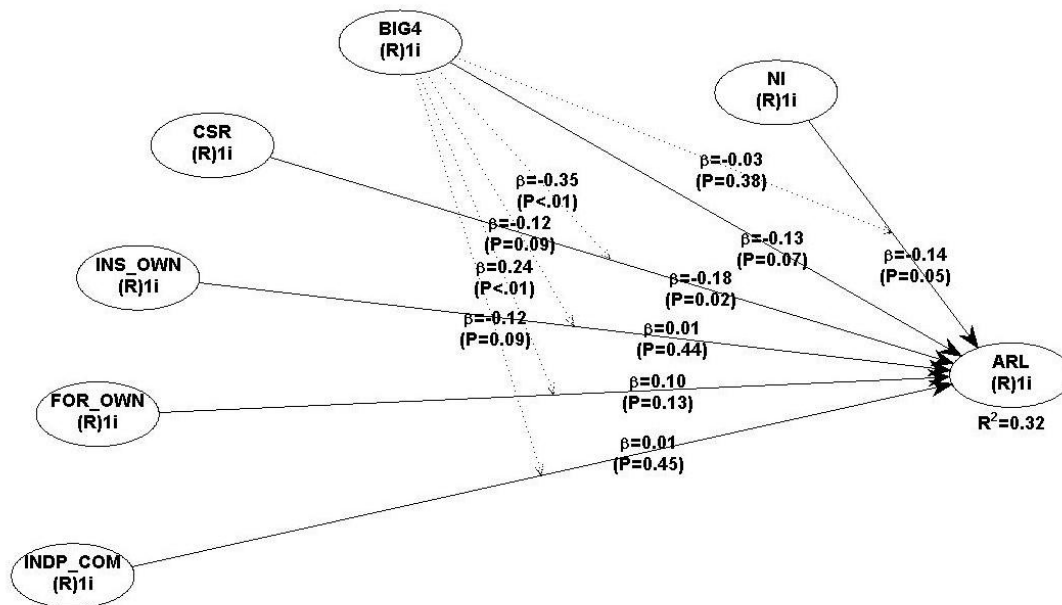 BIG4
(R)1i
NI
(R)1i
CSR
(R)1i
β=-0.03
(P=0.38)
β=-0.35
(P<.01)
β=-0.12
(P=0.09)
β=-0.13
(P=0.07)
β=-0.14
(P=0.05)
INS_OWN
(R)1i
β=0.24
(P<.01)
β=-0.18
(P=0.02)
β=-0.12
(P=0.09)
β=0.01
(P=0.44)
ARL
(R)1i
R²=0.32
FOR_OWN
(R)1i
β=0.10
(P=0.13)
β=0.01
(P=0.45)
INDP_COM
(R)1i